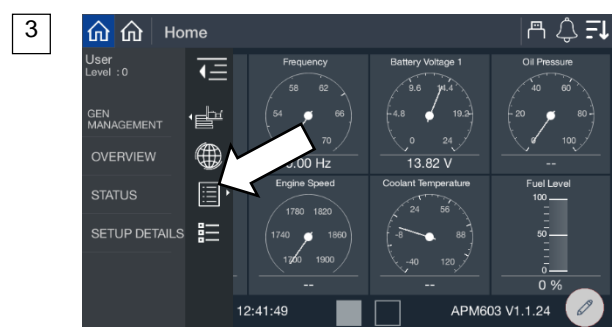 3
Home
User
Level : 0
GEN
MANAGEMENT
OVERVIEW
STATUS
SETUP DETAILS
Frequency
54 58 62 66 70
.00 Hz
Battery Voltage 1
4.8 9.6 14.4 19.2
0 24
13.82 V
Oil Pressure
20 40 60 80
0 100
--
Engine Speed
1740 1780 1820 1860
1700 1900
--
Coolant Temperature
-8 24 56 88
-40 120
--
Fuel Level
100
50
0
0 %
12:41:49
APM603 V1.1.24